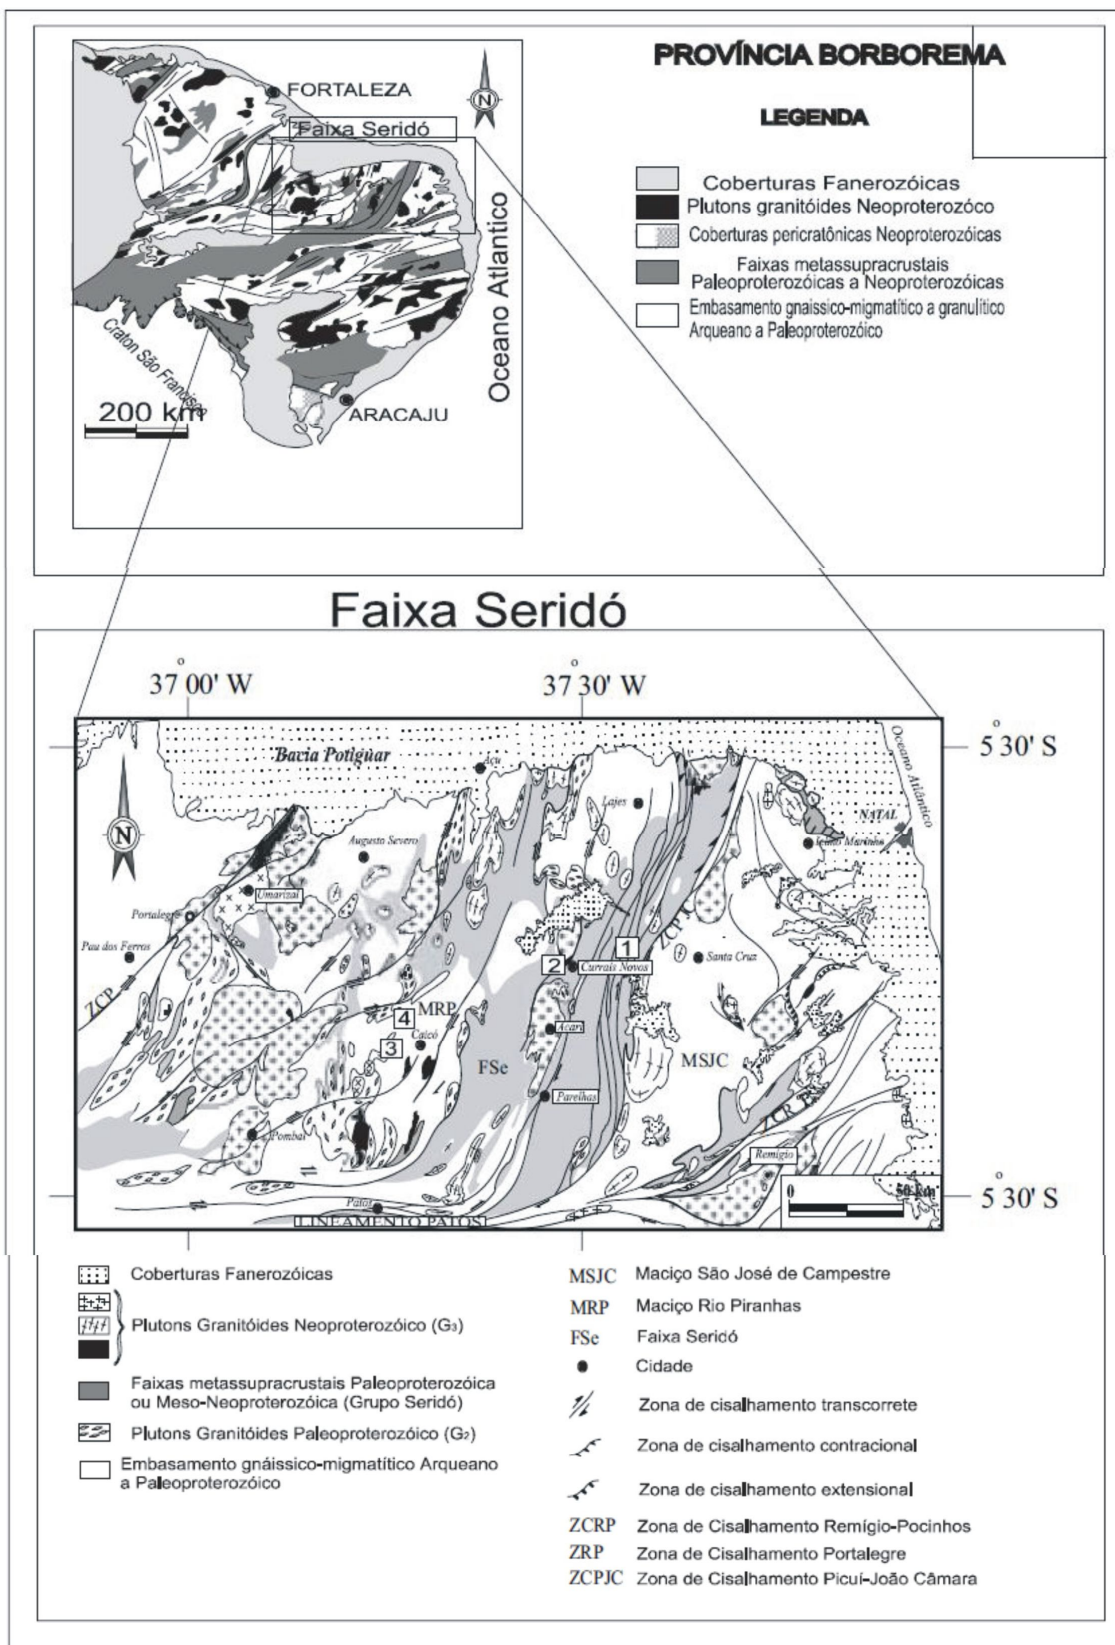 PROVÍNCIA BORBOREMA
LEGENDA
Coberturas Fanerozóicas
Plutons granitóides Neoproterozóco
Coberturas pericratônicas Neoproterozóicas
Faixas metassupracrustais
Paleoproterozóicas a Neoproterozóicas
Embasamento gnaissico-migmatítico a granulítico
Arqueano a Paleoproterozóico
FORTALEZA
N
Faixa Seridó
Oceano Atlantico
Craton São Francisco
200 km
ARACAJU
Faixa Seridó
37°00' W
37°30' W
5°30' S
5°30' S
Bacia Potiguar
Açu
Oceano Atlântico
N
Lajes
NATAL
Augusto Severo
Umarizal
Portalegre
Pau dos Ferros
ZCP
1
2
Currais Novos
Santa Cruz
MRP
4
3
Caicó
Acari
FSe
MSJC
Parelhas
Pombal
Remígio
Patos
LINEAMENTO PATOS
0
50 km
Coberturas Fanerozóicas
Plutons Granitóides Neoproterozóico (G3)
Faixas metassupracrustais Paleoproterozóica
ou Meso-Neoproterozóica (Grupo Seridó)
Plutons Granitóides Paleoproterozóico (G2)
Embasamento gnáissico-migmatítico Arqueano
a Paleoproterozóico
MSJC Maciço São José de Campestre
MRP Maciço Rio Piranhas
FSe Faixa Seridó
Cidade
Zona de cisalhamento transcorrete
Zona de cisalhamento contracional
Zona de cisalhamento extensional
ZCRP Zona de Cisalhamento Remígio-Pocinhos
ZRP Zona de Cisalhamento Portalegre
ZCPJC Zona de Cisalhamento Picuí-João Câmara